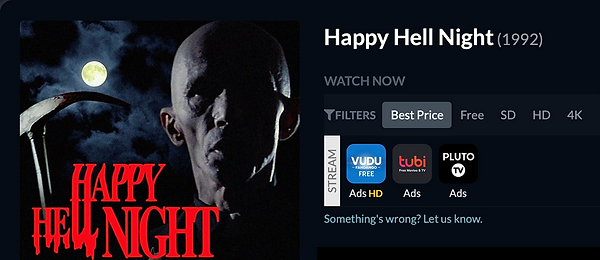 Happy Hell Night (1992)
WATCH NOW
FILTERS Best Price Free SD HD 4K
STREAM
VUDU
FANDANGO
FREE
tubi
Free Movies & TV
PLUTO
TV
Ads HD Ads Ads
Something's wrong? Let us know.
HAPPY
HELL NIGHT